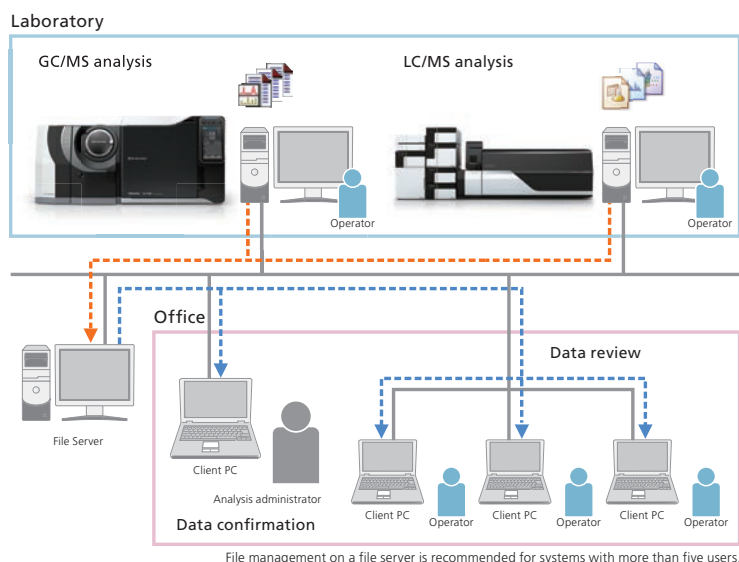 Laboratory
GC/MS analysis
LC/MS analysis
Operator
Operator
Office
Data review
File Server
Client PC
Analysis administrator
Data confirmation
Client PC
Operator
Client PC
Operator
Client PC
Operator
File management on a file server is recommended for systems with more than five users.